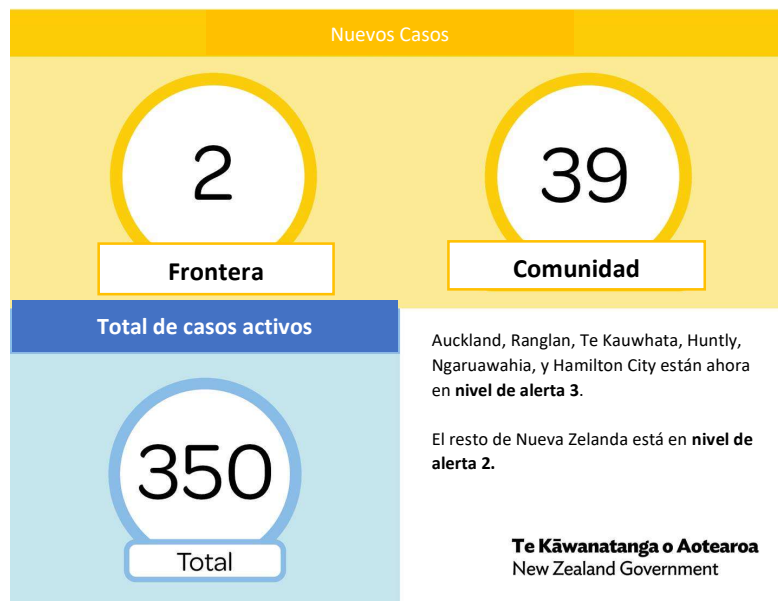 Nuevos Casos
2
39
Frontera
Comunidad
Total de casos activos
350
Total
Auckland, Ranglan, Te Kauwhata, Huntly,
Ngaruawahia, y Hamilton City están ahora
en nivel de alerta 3.
El resto de Nueva Zelanda está en nivel de
alerta 2.
Te Kāwanatanga o Aotearoa
New Zealand Government